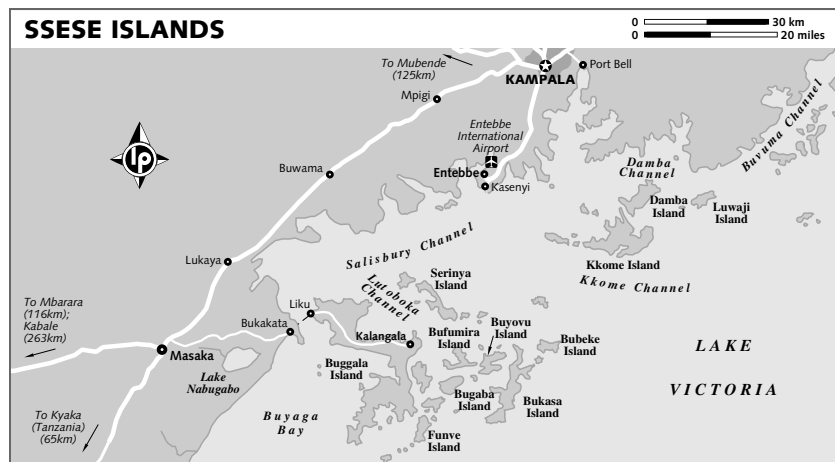 SSESE ISLANDS
0 30 km
0 20 miles
To Mubende
(125km)
KAMPALA
Port Bell
Mpigi
Entebbe
International
Airport
Buvuma Channel
lp
Buwama
Entebbe
Kasenyi
Damba
Channel
Damba
Island
Luwaji
Island
Salisbury Channel
Lukaya
Kkome Island
Kkome Channel
Serinya
Island
Lutoboka
Channel
To Mbarara
(116km);
Kabale
(263km)
Liku
Bukakata
Kalangala
Bufumira
Island
Buyovu
Island
Bubeke
Island
LAKE
VICTORIA
Masaka
Lake
Nabugabo
Buggala
Island
Bugaba
Island
Bukasa
Island
To Kyaka
(Tanzania)
(65km)
Buyaga
Bay
Funve
Island